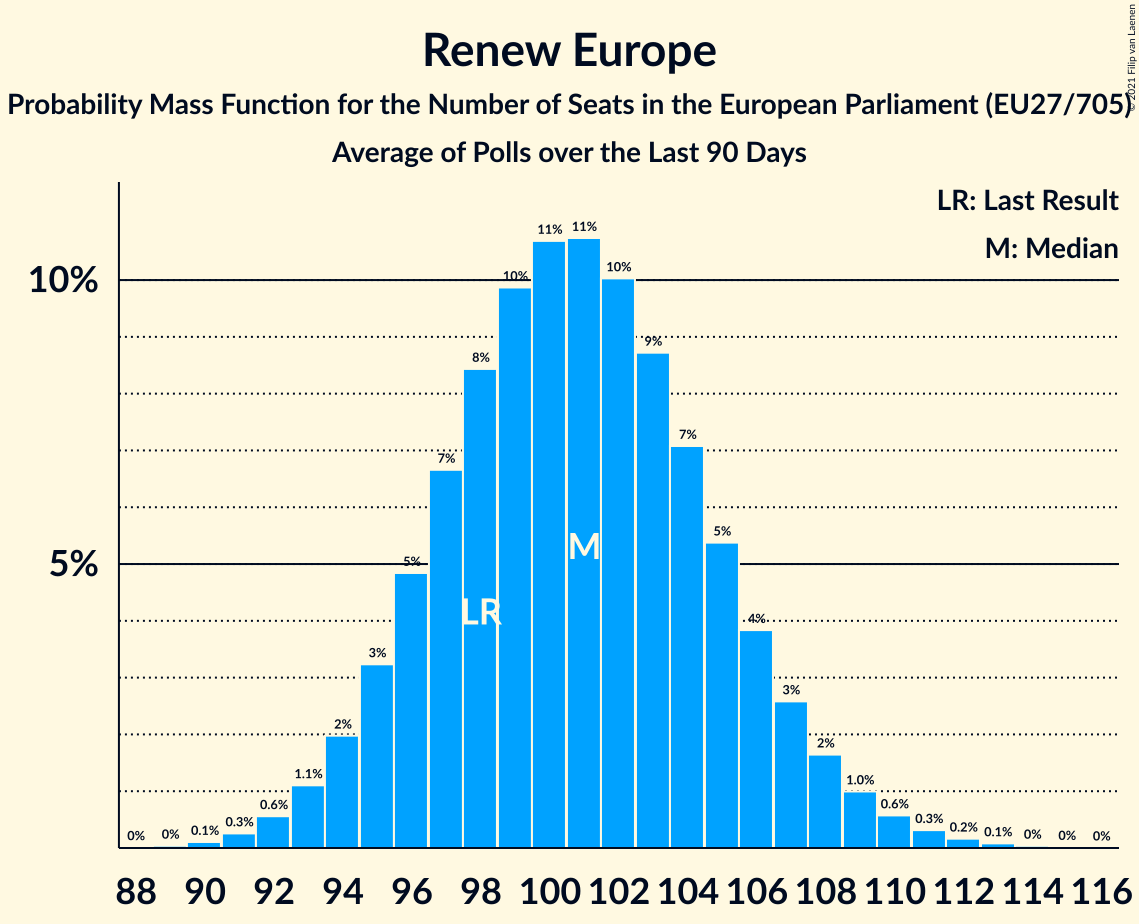 Renew Europe
Probability Mass Function for the Number of Seats in the European Parliament (EU27/705)
Average of Polls over the Last 90 Days
© 2021 Filip van Laenen
LR: Last Result
M: Median
10%
5%
0% 0% 0.1% 0.3% 0.6% 1.1% 2% 3% 5% 7% 8% 10% 11% 11% 10% 9% 7% 5% 4% 3% 2% 1.0% 0.6% 0.3% 0.2% 0.1% 0% 0% 0%
M
LR
88 90 92 94 96 98 100 102 104 106 108 110 112 114 116